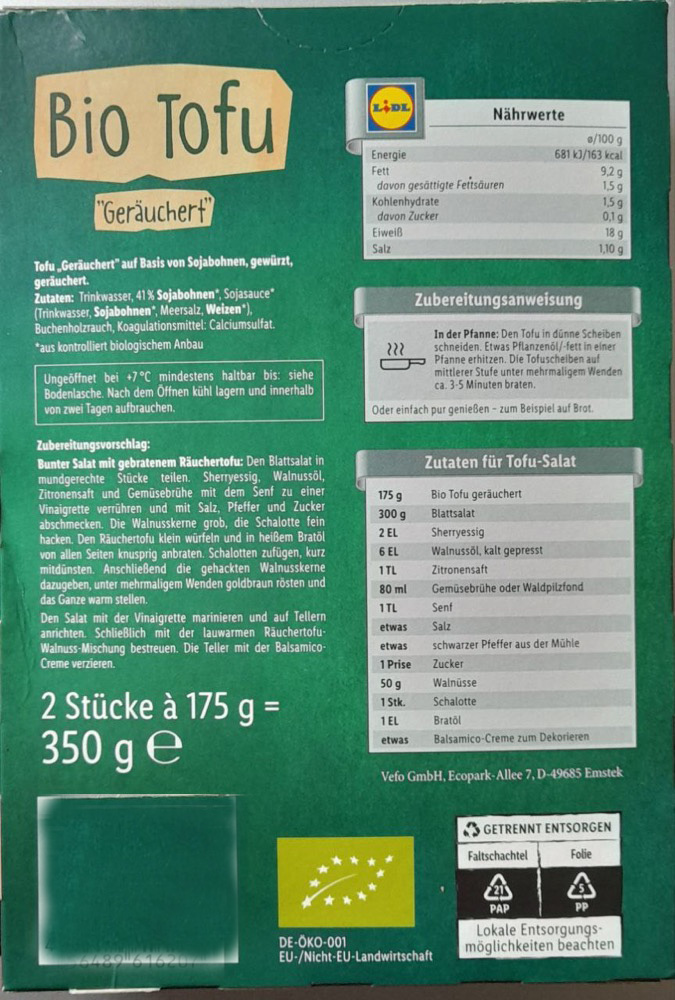 Bio Tofu
"Geräuchert"
Tofu „Geräuchert" auf Basis von Sojabohnen, gewürzt,
geräuchert.
Zutaten: Trinkwasser, 41 % Sojabohnen*, Sojasauce*
(Trinkwasser, Sojabohnen*, Meersalz, Weizen*),
Buchenholzrauch, Koagulationsmittel: Calciumsulfat.
*aus kontrolliert biologischem Anbau
Ungeöffnet bei +7 °C mindestens haltbar bis: siehe
Bodenlasche. Nach dem Öffnen kühl lagern und innerhalb
von zwei Tagen aufbrauchen.
Zubereitungsvorschlag:
Bunter Salat mit gebratenem Räuchertofu: Den Blattsalat in
mundgerechte Stücke teilen. Sherryessig, Walnussöl,
Zitronensaft und Gemüsebrühe mit dem Senf zu einer
Vinaigrette verrühren und mit Salz, Pfeffer und Zucker
abschmecken. Die Walnusskerne grob, die Schalotte fein
hacken. Den Räuchertofu klein würfeln und in heißem Bratöl
von allen Seiten knusprig anbraten. Schalotten zufügen, kurz
mitdünsten. Anschließend die gehackten Walnusskerne
dazugeben, unter mehrmaligem Wenden goldbraun rösten und
das Ganze warm stellen.
Den Salat mit der Vinaigrette marinieren und auf Tellern
anrichten. Schließlich mit der lauwarmen Räuchertofu-
Walnuss-Mischung bestreuen. Die Teller mit der Balsamico-
Creme verzieren.
2 Stücke à 175 g =
350 g ℮
LIDL
Nährwerte
ø/100 g
Energie 681 kJ/163 kcal
Fett 9,2 g
davon gesättigte Fettsäuren 1,5 g
Kohlenhydrate 1,5 g
davon Zucker 0,1 g
Eiweiß 18 g
Salz 1,10 g
Zubereitungsanweisung
In der Pfanne: Den Tofu in dünne Scheiben
schneiden. Etwas Pflanzenöl/-fett in einer
Pfanne erhitzen. Die Tofuscheiben auf
mittlerer Stufe unter mehrmaligem Wenden
ca. 3-5 Minuten braten.
Oder einfach pur genießen - zum Beispiel auf Brot.
Zutaten für Tofu-Salat
175 g Bio Tofu geräuchert
300 g Blattsalat
2 EL Sherryessig
6 EL Walnussöl, kalt gepresst
1 TL Zitronensaft
80 ml Gemüsebrühe oder Waldpilzfond
1 TL Senf
etwas Salz
etwas schwarzer Pfeffer aus der Mühle
1 Prise Zucker
50 g Walnüsse
1 Stk. Schalotte
1 EL Bratöl
etwas Balsamico-Creme zum Dekorieren
Vefo GmbH, Ecopark-Allee 7, D-49685 Emstek
DE-ÖKO-001
EU-/Nicht-EU-Landwirtschaft
GETRENNT ENTSORGEN
Faltschachtel Folie
21 5
PAP PP
Lokale Entsorgungs-
möglichkeiten beachten